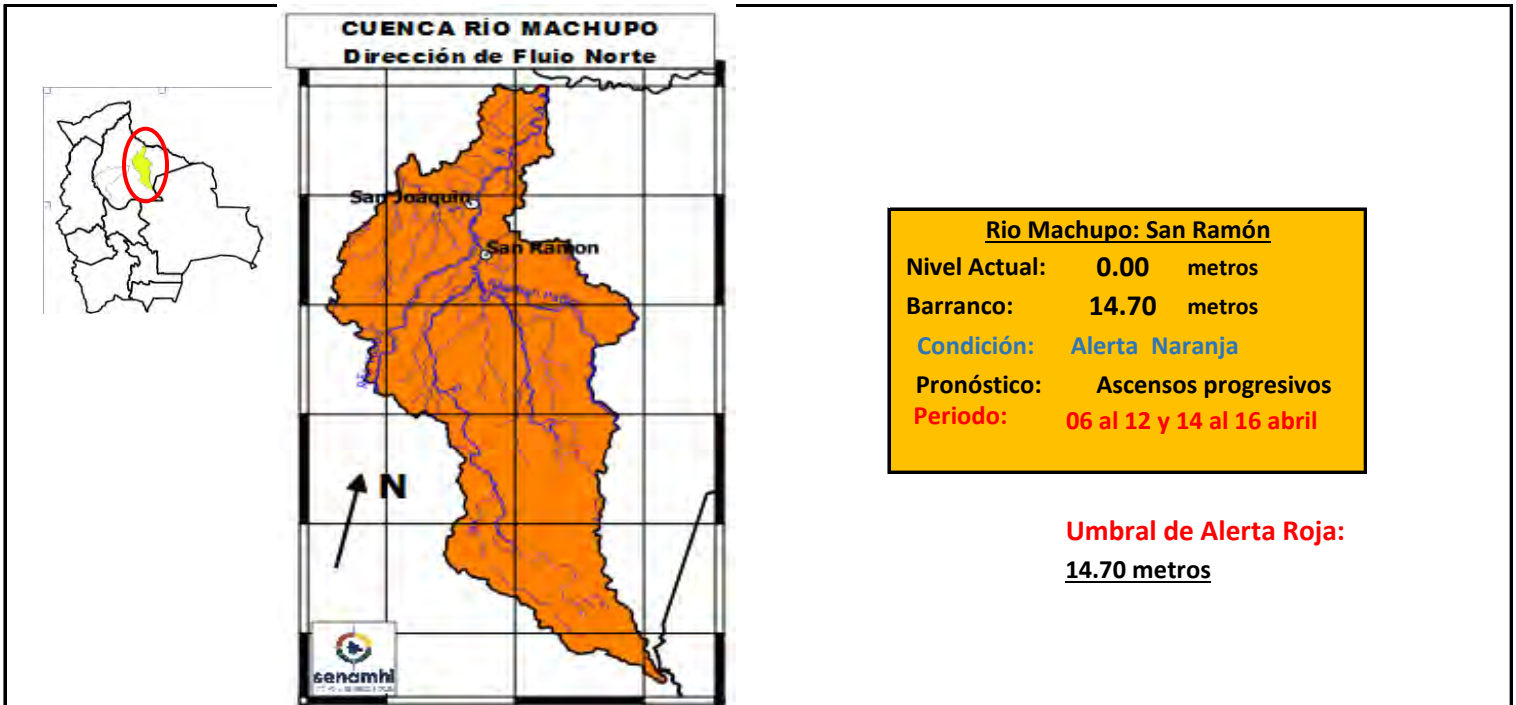 CUENCA RÍO MACHUPO
Dirección de Flujo Norte
San Joaquin
San Ramon
N
senamhi
Rio Machupo: San Ramón
Nivel Actual: 0.00 metros
Barranco: 14.70 metros
Condición: Alerta Naranja
Pronóstico: Ascensos progresivos
Periodo: 06 al 12 y 14 al 16 abril
Umbral de Alerta Roja:
14.70 metros